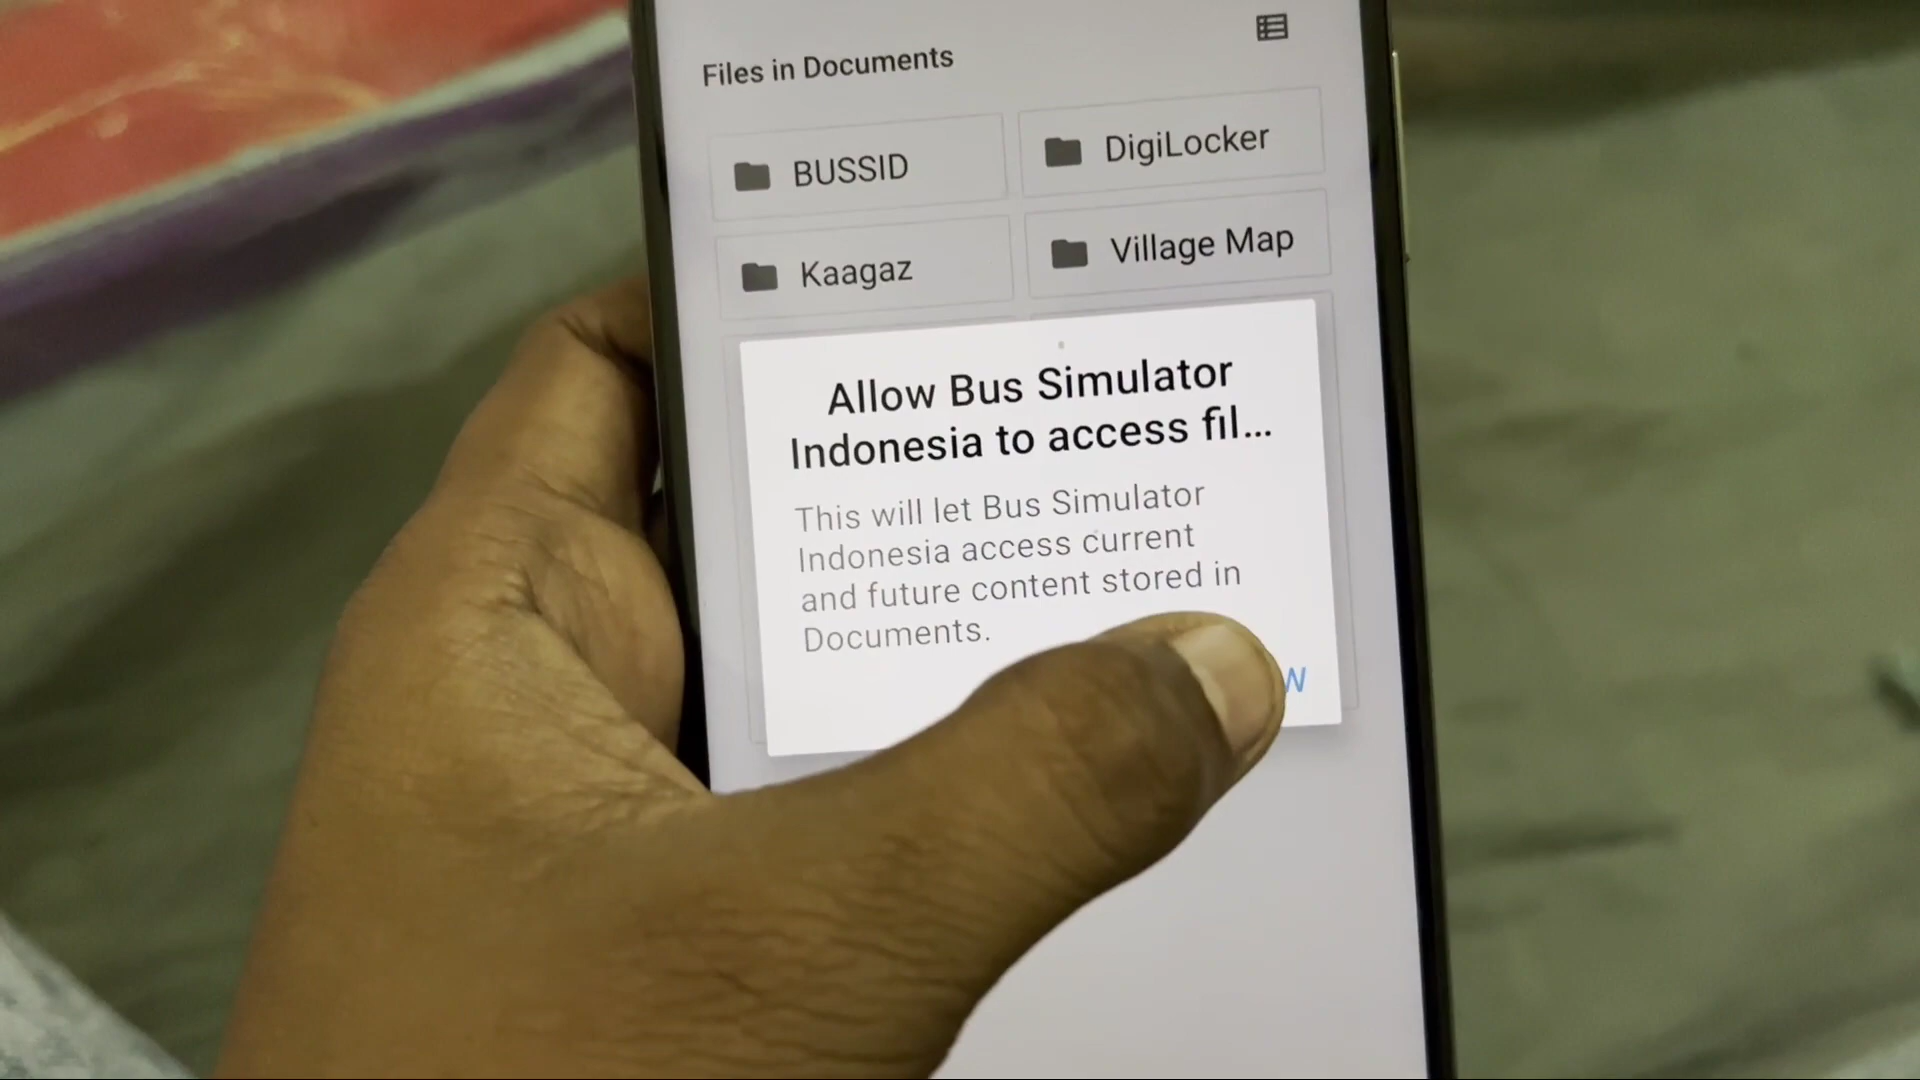 Files in Documents
BUSSID
DigiLocker
Kaagaz
Village Map
Allow Bus Simulator
Indonesia to access fil...
This will let Bus Simulator
Indonesia access current
and future content stored in
Documents.